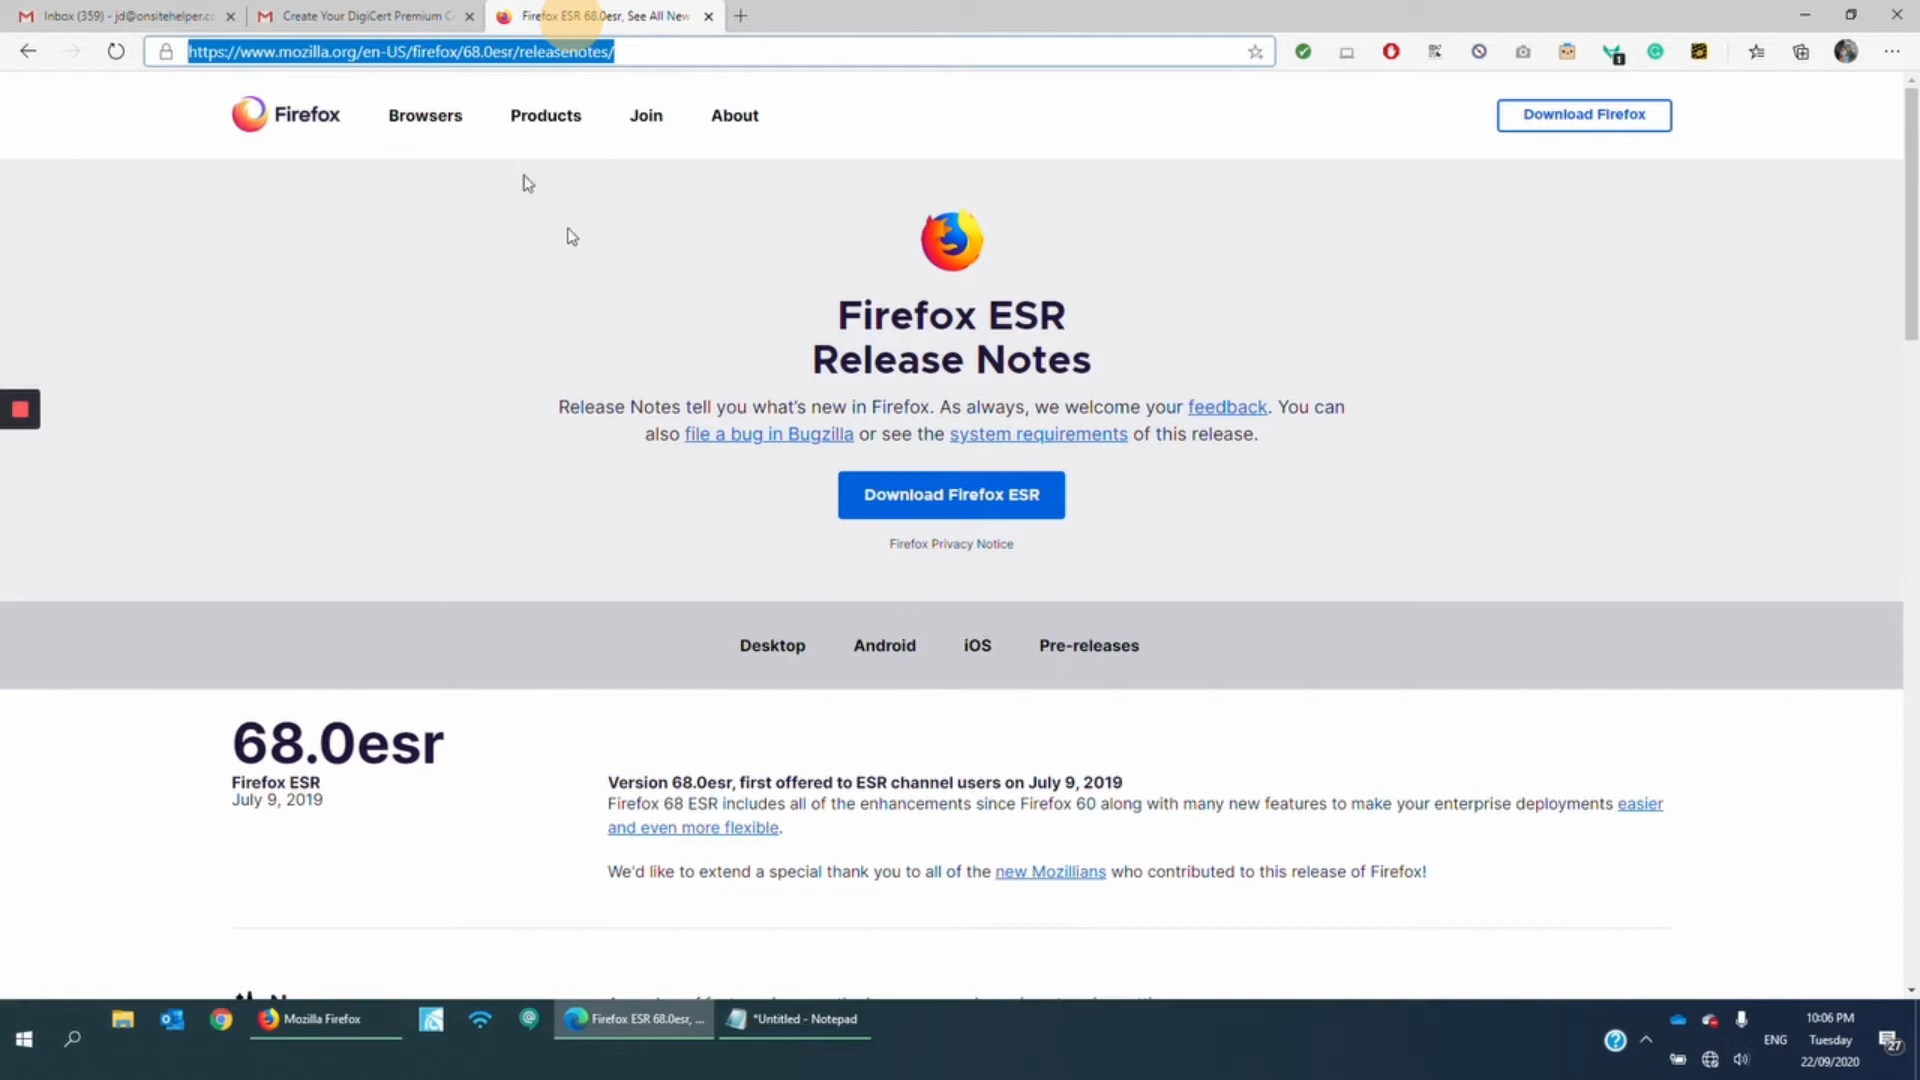 Inbox (359) - jd@onsitehelper.cc
Create Your DigiCert Premium C
Firefox ESR 68.0esr, See All New
https://www.mozilla.org/en-US/firefox/68.0esr/releasenotes/
1
Firefox
Browsers
Products
Join
About
Download Firefox
Firefox ESR
Release Notes
Release Notes tell you what's new in Firefox. As always, we welcome your feedback. You can
also file a bug in Bugzilla or see the system requirements of this release.
Download Firefox ESR
Firefox Privacy Notice
Desktop
Android
iOS
Pre-releases
68.0esr
Firefox ESR
July 9, 2019
Version 68.0esr, first offered to ESR channel users on July 9, 2019
Firefox 68 ESR includes all of the enhancements since Firefox 60 along with many new features to make your enterprise deployments easier
and even more flexible.
We'd like to extend a special thank you to all of the new Mozillians who contributed to this release of Firefox!
Mozilla Firefox
Firefox ESR 68.0esr, ...
*Untitled - Notepad
ENG
10:06 PM
Tuesday
22/09/2020
27